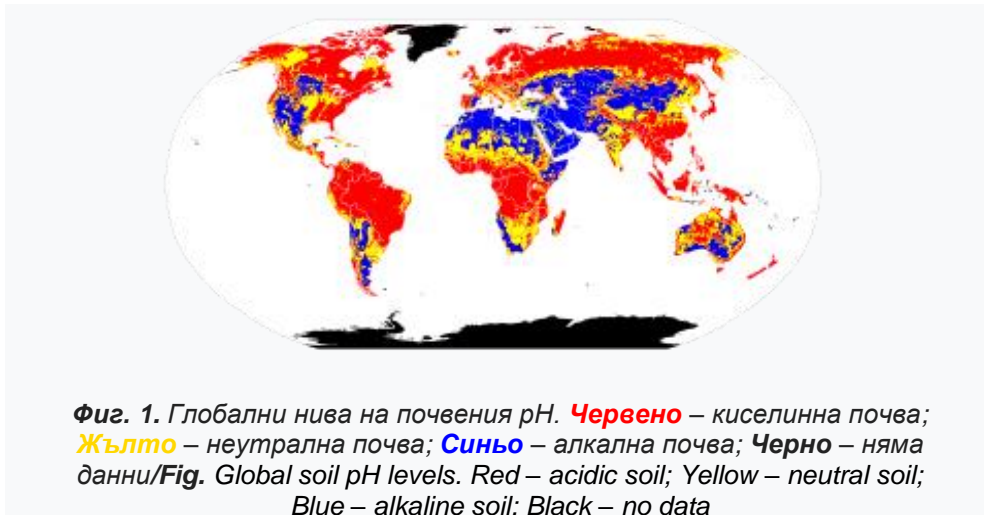 Фиг. 1. Глобални нива на почвения pH. Червено – киселинна почва;
Жълто – неутрална почва; Синьо – алкална почва; Черно – няма
данни/Fig. Global soil pH levels. Red – acidic soil; Yellow – neutral soil;
Blue – alkaline soil; Black – no data